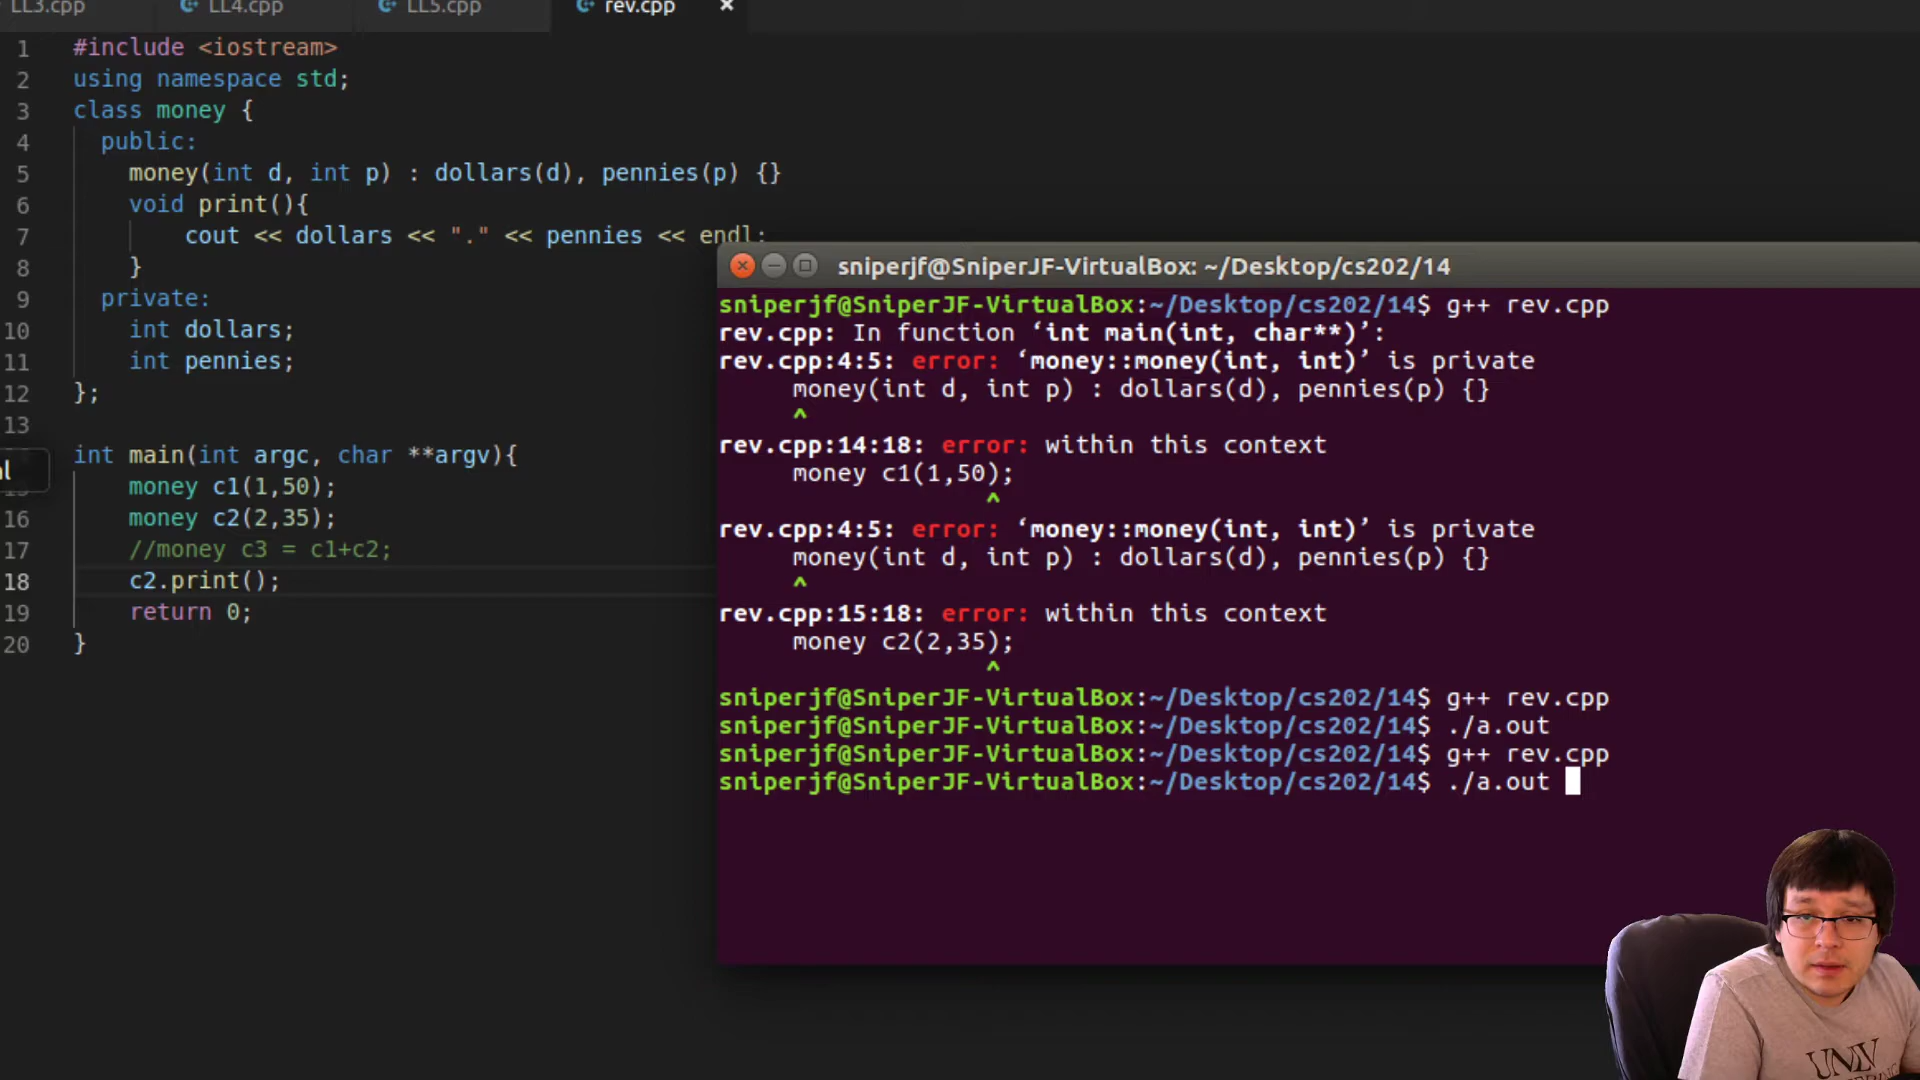 LL3.cpp LL4.cpp LL5.cpp rev.cpp ×
1 #include <iostream>
2 using namespace std;
3 class money {
4 public:
5 money(int d, int p) : dollars(d), pennies(p) {}
6 void print(){
7 cout << dollars << "." << pennies << endl;
8 }
9 private:
10 int dollars;
11 int pennies;
12 };
13
int main(int argc, char **argv){
money c1(1,50);
16 money c2(2,35);
17 //money c3 = c1+c2;
18 c2.print();
19 return 0;
20 }
sniperjf@SniperJF-VirtualBox: ~/Desktop/cs202/14
sniperjf@SniperJF-VirtualBox:~/Desktop/cs202/14$ g++ rev.cpp
rev.cpp: In function ‘int main(int, char**)’:
rev.cpp:4:5: error: ‘money::money(int, int)’ is private
money(int d, int p) : dollars(d), pennies(p) {}
^
rev.cpp:14:18: error: within this context
money c1(1,50);
^
rev.cpp:4:5: error: ‘money::money(int, int)’ is private
money(int d, int p) : dollars(d), pennies(p) {}
^
rev.cpp:15:18: error: within this context
money c2(2,35);
^
sniperjf@SniperJF-VirtualBox:~/Desktop/cs202/14$ g++ rev.cpp
sniperjf@SniperJF-VirtualBox:~/Desktop/cs202/14$ ./a.out
sniperjf@SniperJF-VirtualBox:~/Desktop/cs202/14$ g++ rev.cpp
sniperjf@SniperJF-VirtualBox:~/Desktop/cs202/14$ ./a.out
UNLV